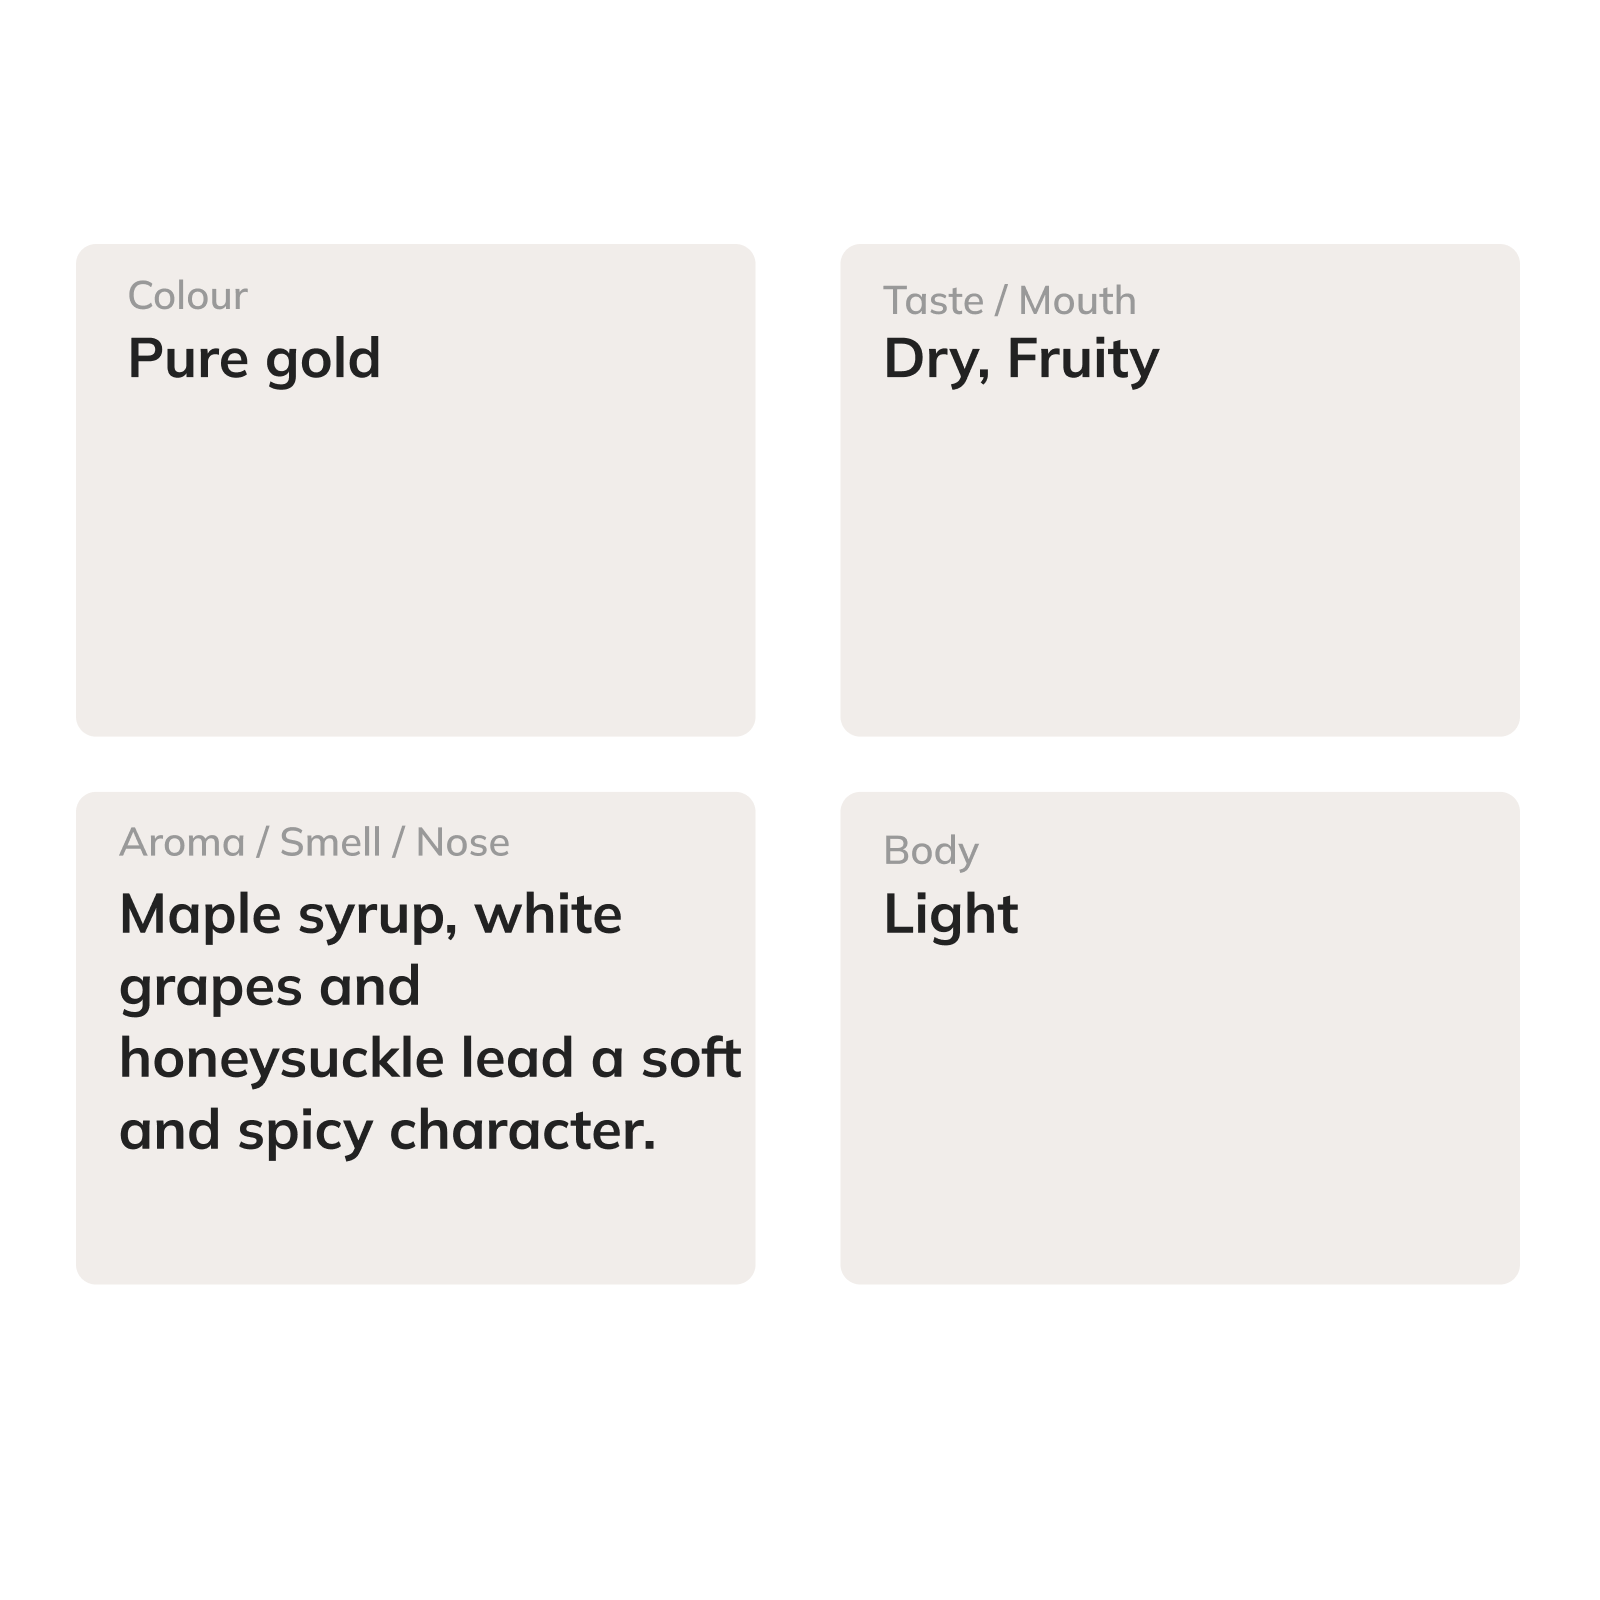 Colour
Pure gold
Taste / Mouth
Dry, Fruity
Aroma / Smell / Nose
Maple syrup, white
grapes and
honeysuckle lead a soft
and spicy character.
Body
Light